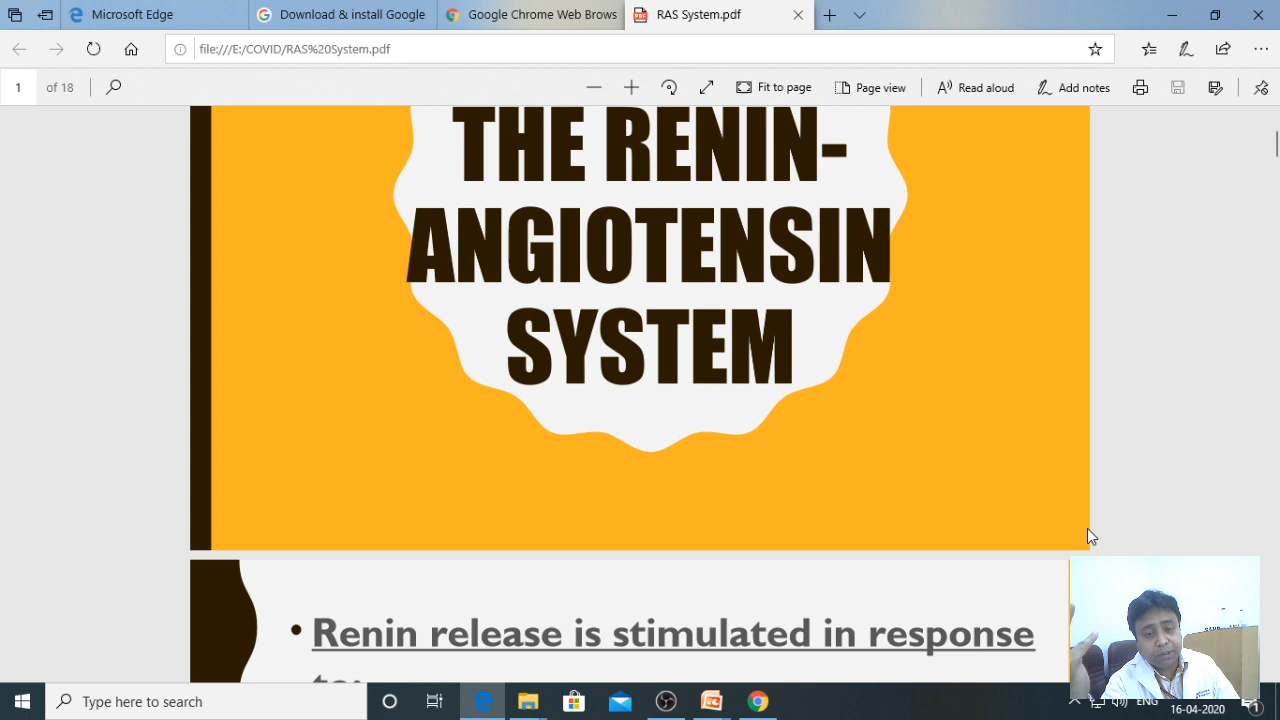 Microsoft Edge
Download & install Google
Google Chrome Web Brows
RAS System.pdf
file:///E:/COVID/RAS%20System.pdf
1 of 18
Fit to page
Page view
Read aloud
Add notes
THE RENIN-
ANGIOTENSIN
SYSTEM
• Renin release is stimulated in response
to:
Type here to search
ENG
16-04-2020
1